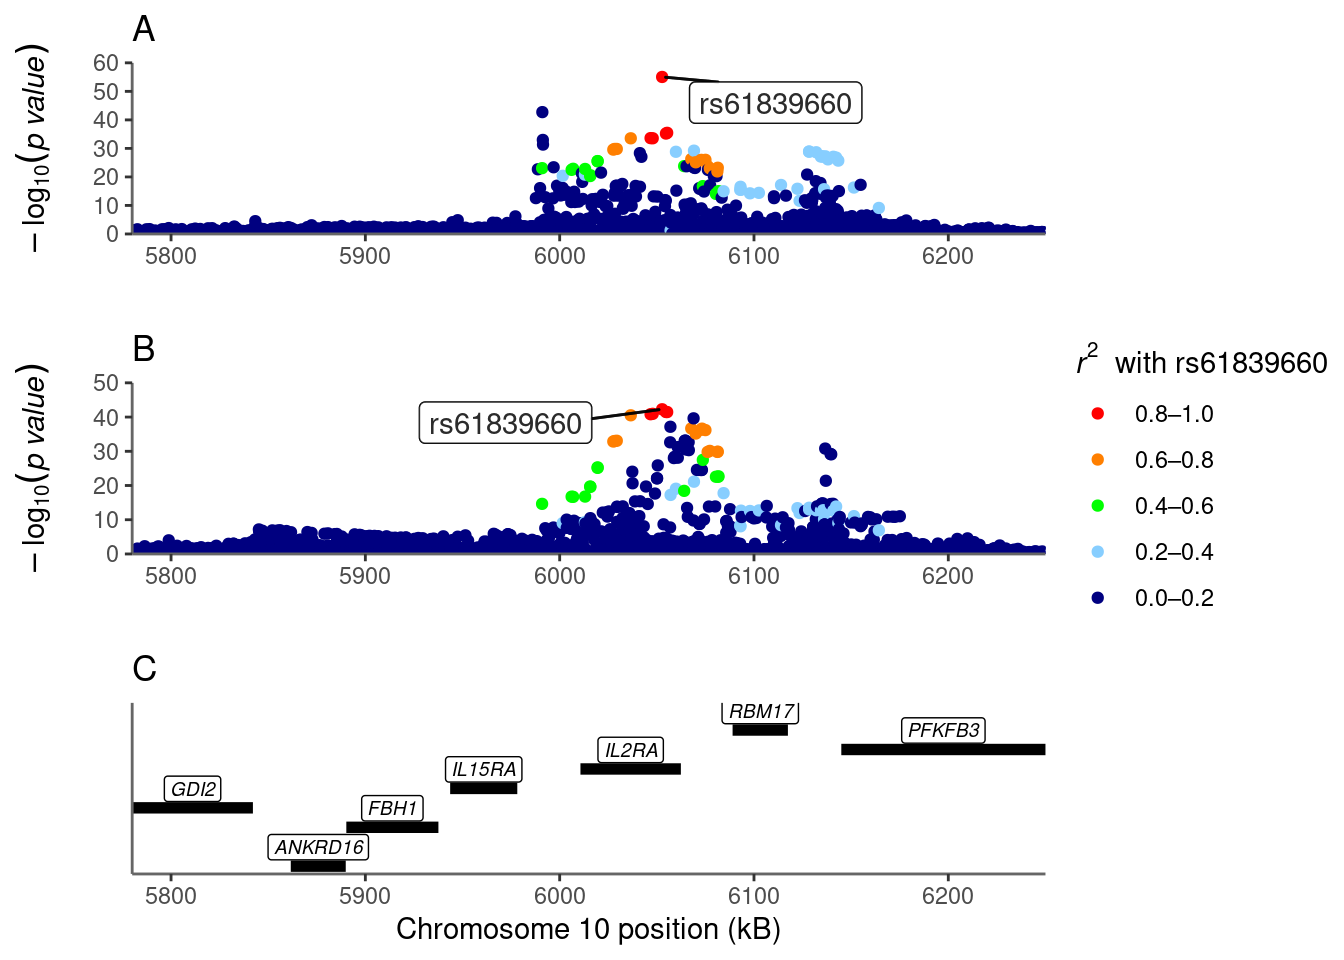 A
− log10(p value)
60
50
40
30
20
10
0
rs61839660
5800 5900 6000 6100 6200
B
− log10(p value)
50
40
30
20
10
0
rs61839660
5800 5900 6000 6100 6200
r2 with rs61839660
0.8–1.0
0.6–0.8
0.4–0.6
0.2–0.4
0.0–0.2
C
RBM17
PFKFB3
IL2RA
IL15RA
GDI2
FBH1
ANKRD16
5800 5900 6000 6100 6200
Chromosome 10 position (kB)